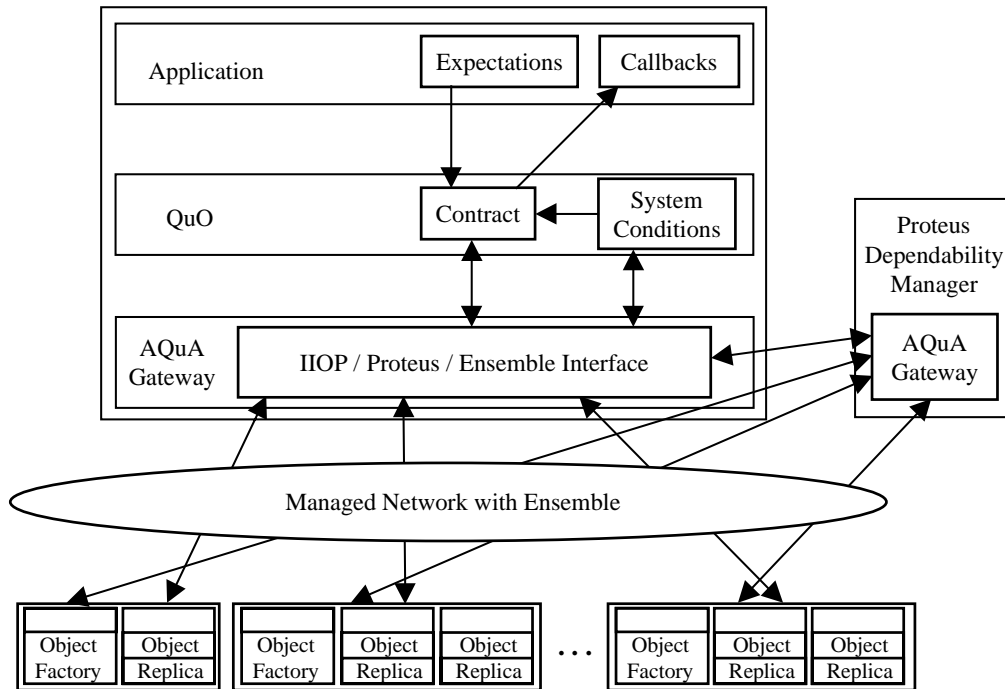 Application
Expectations
Callbacks
QuO
Contract
System
Conditions
AQuA
Gateway
IIOP / Proteus / Ensemble Interface
Proteus
Dependability
Manager
AQuA
Gateway
Managed Network with Ensemble
Object
Factory
Object
Replica
Object
Factory
Object
Replica
Object
Replica
...
Object
Factory
Object
Replica
Object
Replica